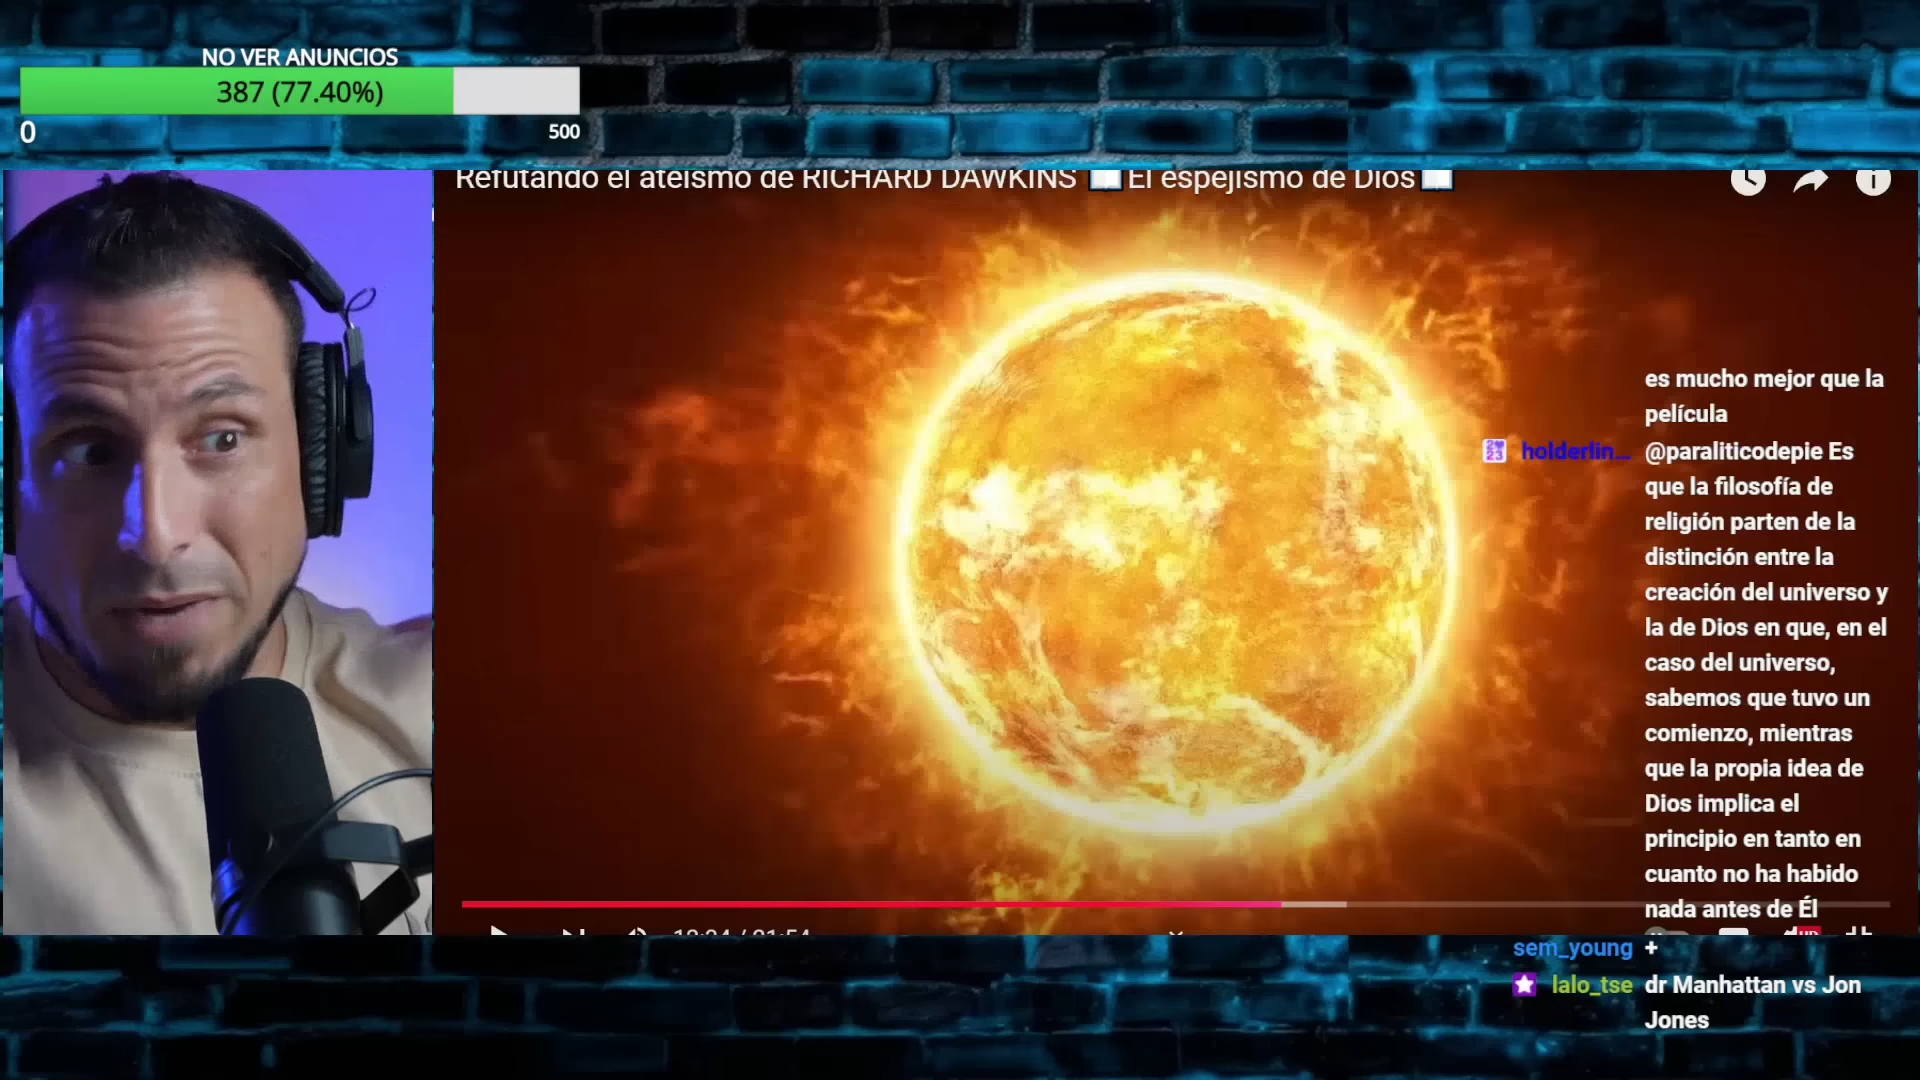 NO VER ANUNCIOS
387 (77.40%)
0
500
Refutando el ateísmo de RICHARD DAWKINS 📖El espejismo de Dios📖
es mucho mejor que la
película
holderlin... @paraliticodepie Es
que la filosofía de
religión parten de la
distinción entre la
creación del universo y
la de Dios en que, en el
caso del universo,
sabemos que tuvo un
comienzo, mientras
que la propia idea de
Dios implica el
principio en tanto en
cuanto no ha habido
nada antes de Él
sem_young +
lalo_tse dr Manhattan vs Jon
Jones